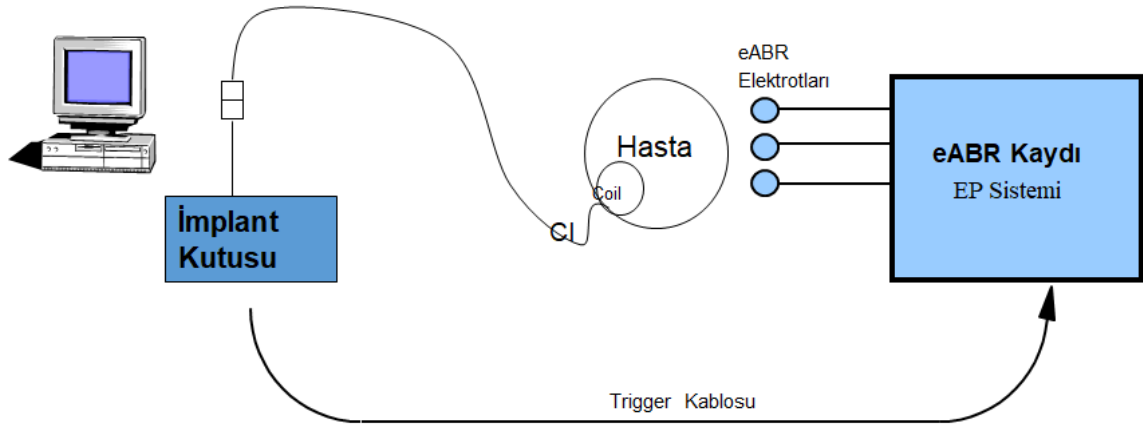 eABR
Elektrotları
Hasta
Coil
CI
İmplant
Kutusu
eABR Kaydı
EP Sistemi
Trigger Kablosu